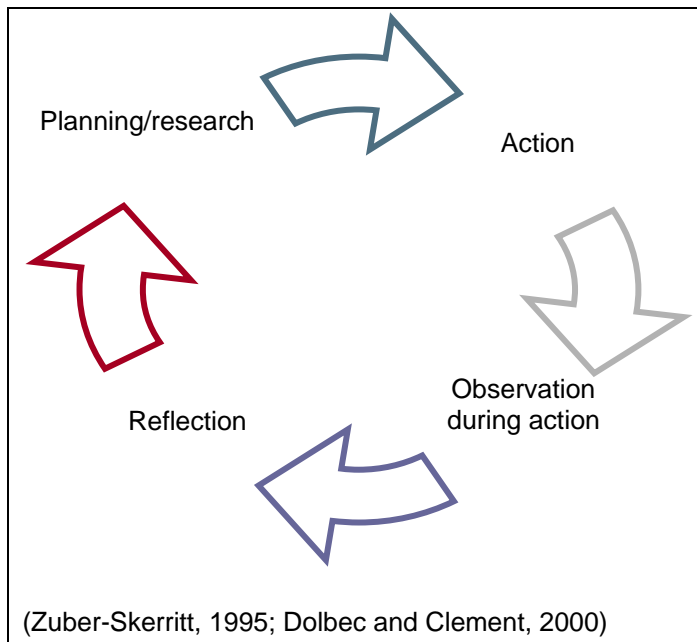 Planning/research
Action
Observation
during action
Reflection
(Zuber-Skerritt, 1995; Dolbec and Clement, 2000)